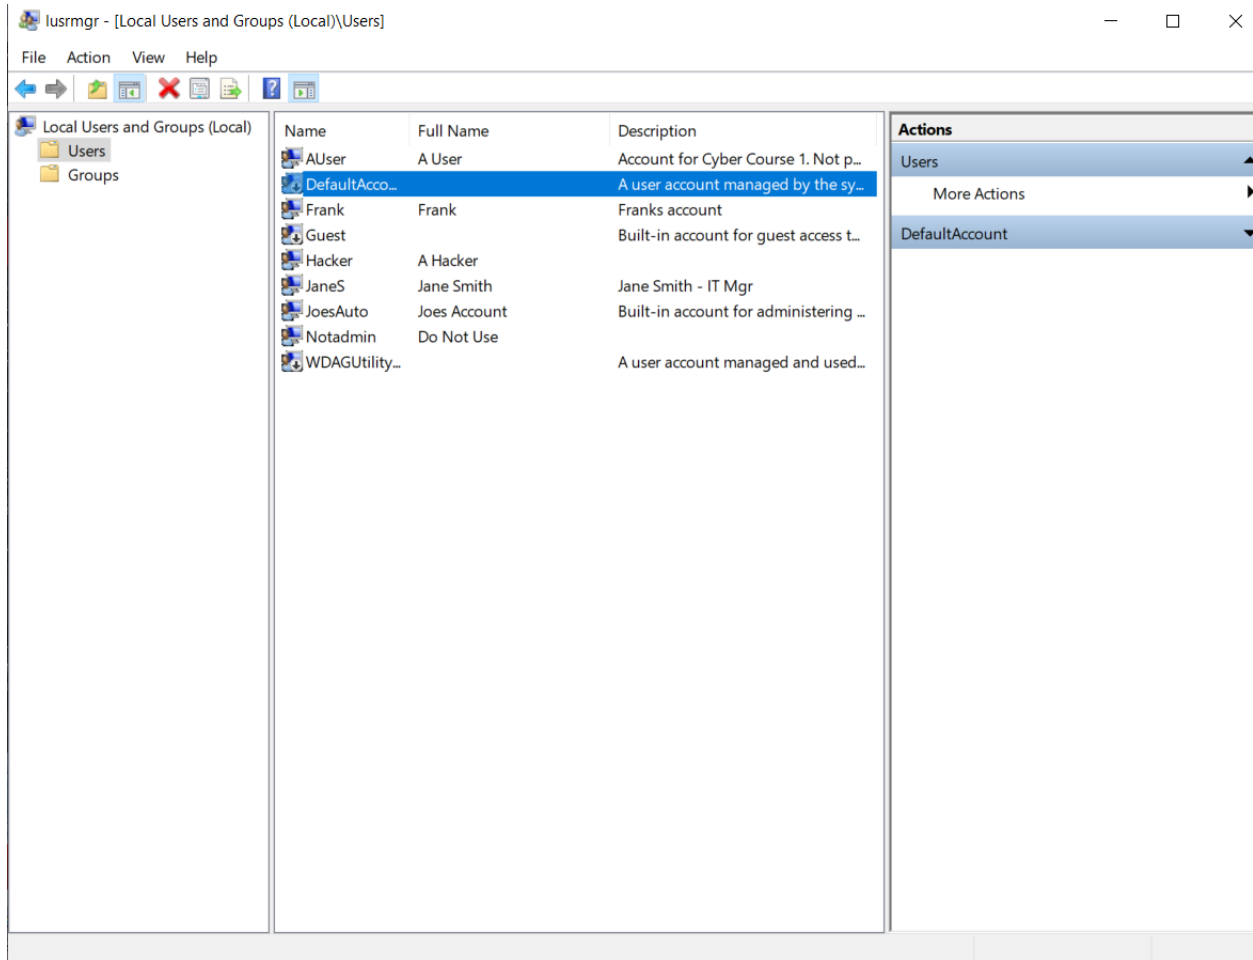 lusrmgr - [Local Users and Groups (Local)\Users]
File Action View Help
Local Users and Groups (Local)
Users
Groups
Name Full Name Description
AUser A User Account for Cyber Course 1. Not p...
DefaultAcco... A user account managed by the sy...
Frank Frank Franks account
Guest Built-in account for guest access t...
Hacker A Hacker
JaneS Jane Smith Jane Smith - IT Mgr
JoesAuto Joes Account Built-in account for administering ...
Notadmin Do Not Use
WDAGUtility... A user account managed and used...
Actions
Users
More Actions
DefaultAccount